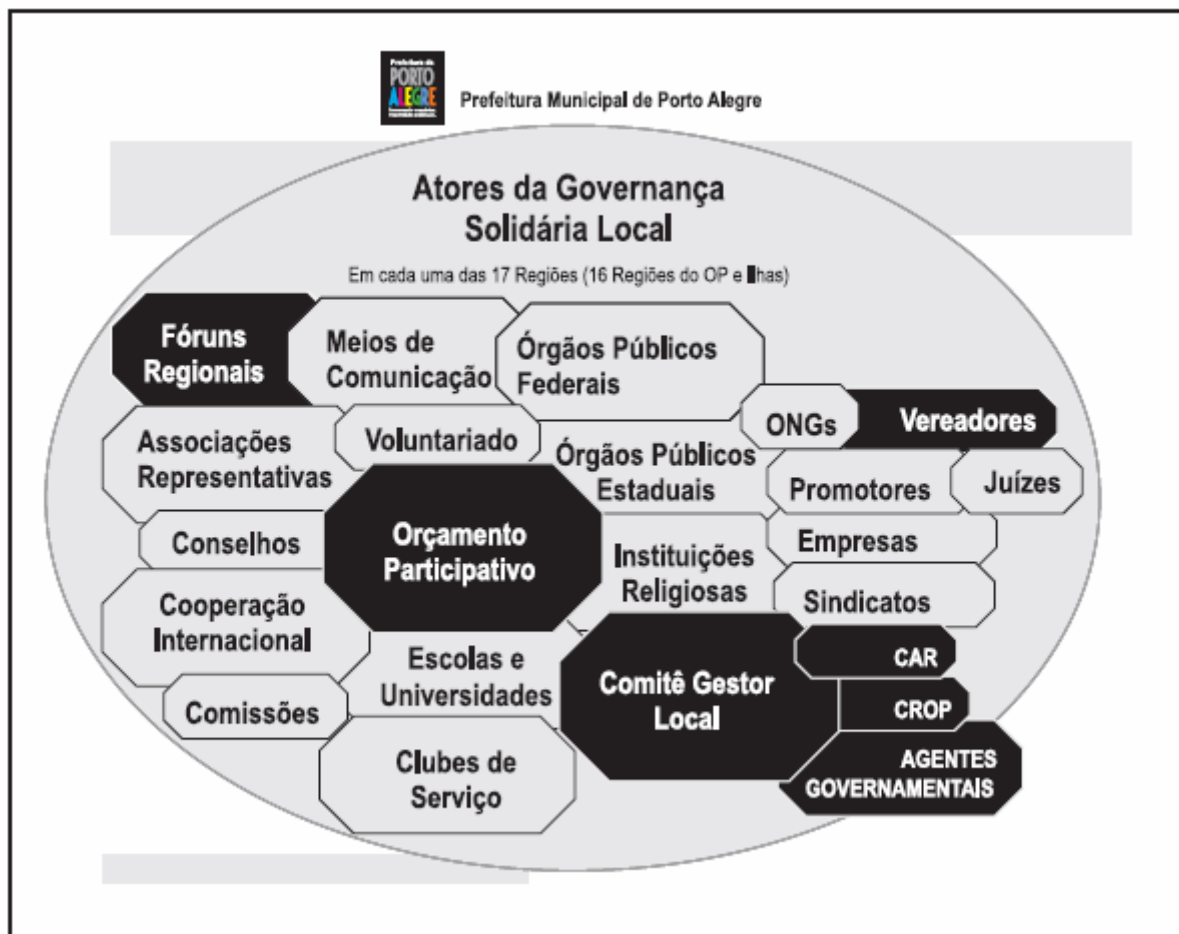 Prefeitura de
PORTO
ALEGRE
Prefeitura Municipal de Porto Alegre
Atores da Governança
Solidária Local
Em cada uma das 17 Regiões (16 Regiões do OP e Ilhas)
Fóruns
Regionais
Meios de
Comunicação
Órgãos Públicos
Federais
ONGs
Vereadores
Associações
Representativas
Voluntariado
Órgãos Públicos
Estaduais
Promotores
Juízes
Conselhos
Orçamento
Participativo
Instituições
Religiosas
Empresas
Cooperação
Internacional
Sindicatos
Escolas e
Universidades
Comitê Gestor
Local
CAR
Comissões
CROP
Clubes de
Serviço
AGENTES
GOVERNAMENTAIS